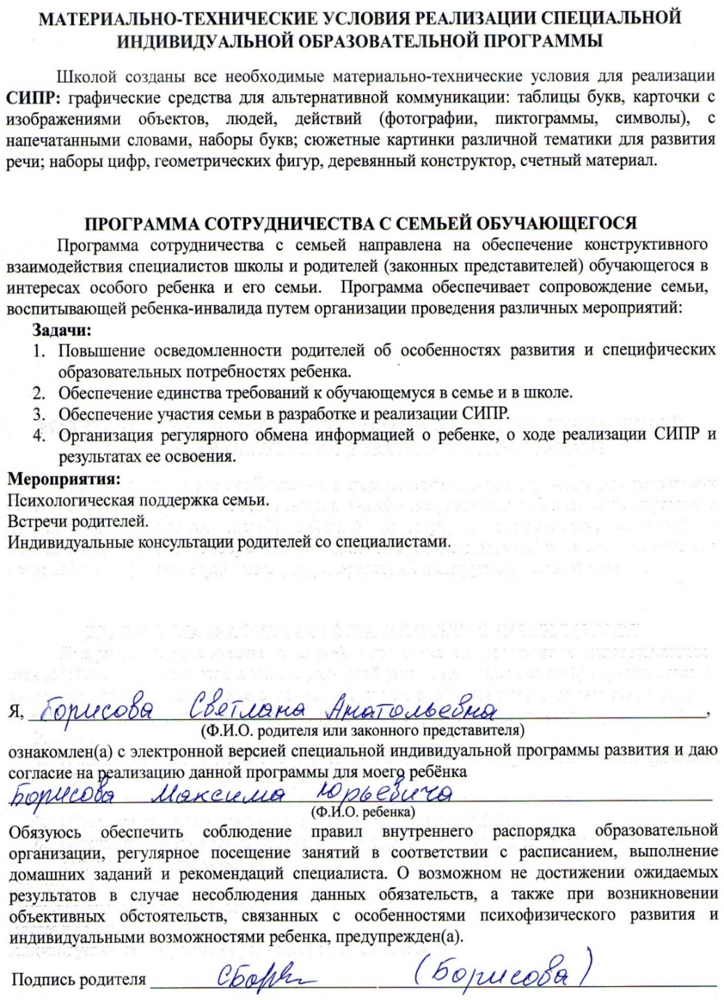 МАТЕРИАЛЬНО-ТЕХНИЧЕСКИЕ УСЛОВИЯ РЕАЛИЗАЦИИ СПЕЦИАЛЬНОЙ
ИНДИВИДУАЛЬНОЙ ОБРАЗОВАТЕЛЬНОЙ ПРОГРАММЫ
Школой созданы все необходимые материально-технические условия для реализации
СИПР: графические средства для альтернативной коммуникации: таблицы букв, карточки с
изображениями объектов, людей, действий (фотографии, пиктограммы, символы), с
напечатанными словами, наборы букв; сюжетные картинки различной тематики для развития
речи; наборы цифр, геометрических фигур, деревянный конструктор, счетный материал.
ПРОГРАММА СОТРУДНИЧЕСТВА С СЕМЬЕЙ ОБУЧАЮЩЕГОСЯ
Программа сотрудничества с семьей направлена на обеспечение конструктивного
взаимодействия специалистов школы и родителей (законных представителей) обучающегося в
интересах особого ребенка и его семьи. Программа обеспечивает сопровождение семьи,
воспитывающей ребенка-инвалида путем организации проведения различных мероприятий:
Задачи:
1. Повышение осведомленности родителей об особенностях развития и специфических
образовательных потребностях ребенка.
2. Обеспечение единства требований к обучающемуся в семье и в школе.
3. Обеспечение участия семьи в разработке и реализации СИПР.
4. Организация регулярного обмена информацией о ребенке, о ходе реализации СИПР и
результатах ее освоения.
Мероприятия:
Психологическая поддержка семьи.
Встречи родителей.
Индивидуальные консультации родителей со специалистами.
Я, Борисова Светлана Анатольевна,
(Ф.И.О. родителя или законного представителя)
ознакомлен(а) с электронной версией специальной индивидуальной программы развития и даю
согласие на реализацию данной программы для моего ребёнка
Борисова Максима Юрьевича
(Ф.И.О. ребенка)
Обязуюсь обеспечить соблюдение правил внутреннего распорядка образовательной
организации, регулярное посещение занятий в соответствии с расписанием, выполнение
домашних заданий и рекомендаций специалиста. О возможном не достижении ожидаемых
результатов в случае несоблюдения данных обязательств, а также при возникновении
объективных обстоятельств, связанных с особенностями психофизического развития и
индивидуальными возможностями ребенка, предупрежден(а).
Подпись родителя (Борисова)